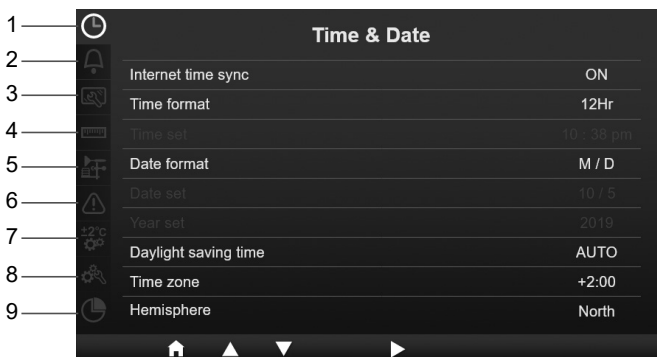 Time & Date
1
2
Internet time sync ON
3
Time format 12Hr
4
Time set 10 : 38 pm
5
Date format M / D
6
Date set 10 / 5
7
±2°C
Year set 2019
Daylight saving time AUTO
8
Time zone +2:00
9
Hemisphere North